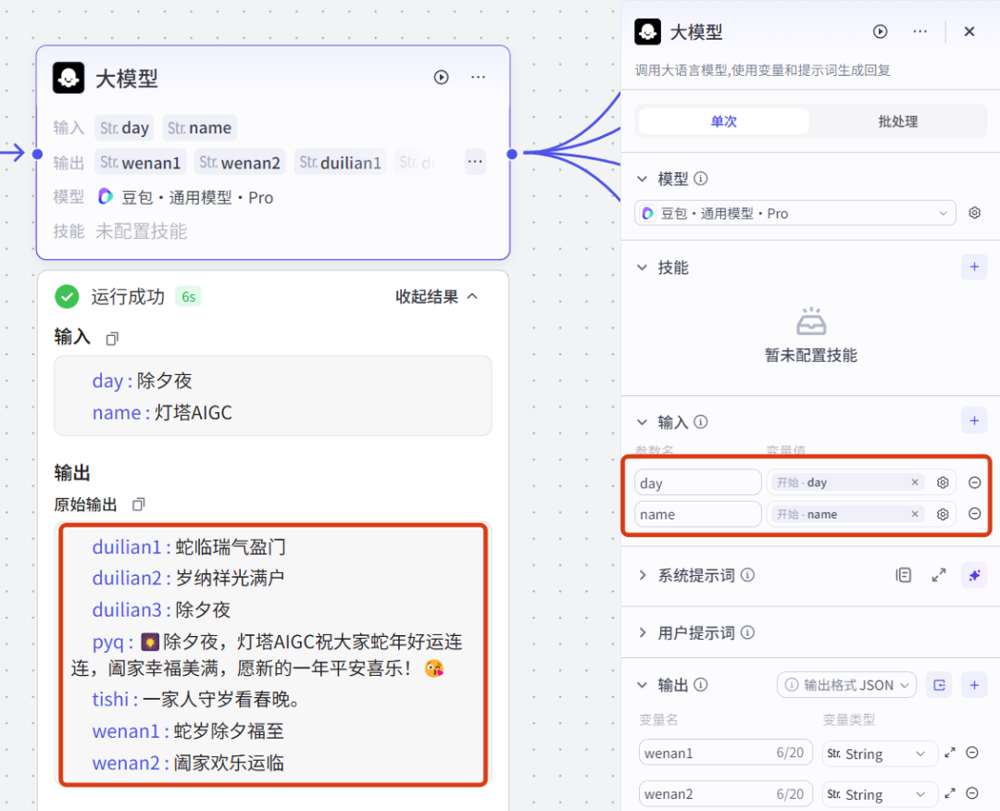 大模型
输入 Str. day Str. name
输出 Str. wenan1 Str. wenan2 Str. duilian1 Str. du
模型 豆包·通用模型·Pro
技能 未配置技能
运行成功 6s 收起结果
输入
day : 除夕夜
name : 灯塔AIGC
输出
原始输出
duilian1 : 蛇临瑞气盈门
duilian2 : 岁纳祥光满户
duilian3 : 除夕夜
pyq : 🎇除夕夜，灯塔AIGC祝大家蛇年好运连
连，阖家幸福美满，愿新的一年平安喜乐！😘
tishi : 一家人守岁看春晚。
wenan1 : 蛇岁除夕福至
wenan2 : 阖家欢乐运临
大模型
调用大语言模型,使用变量和提示词生成回复
单次 批处理
模型
豆包·通用模型·Pro
技能
暂未配置技能
输入
参数名 变量值
day 开始 - day
name 开始 - name
系统提示词
用户提示词
输出 输出格式 JSON
变量名 变量类型
wenan1 6/20 Str. String
wenan2 6/20 Str. String